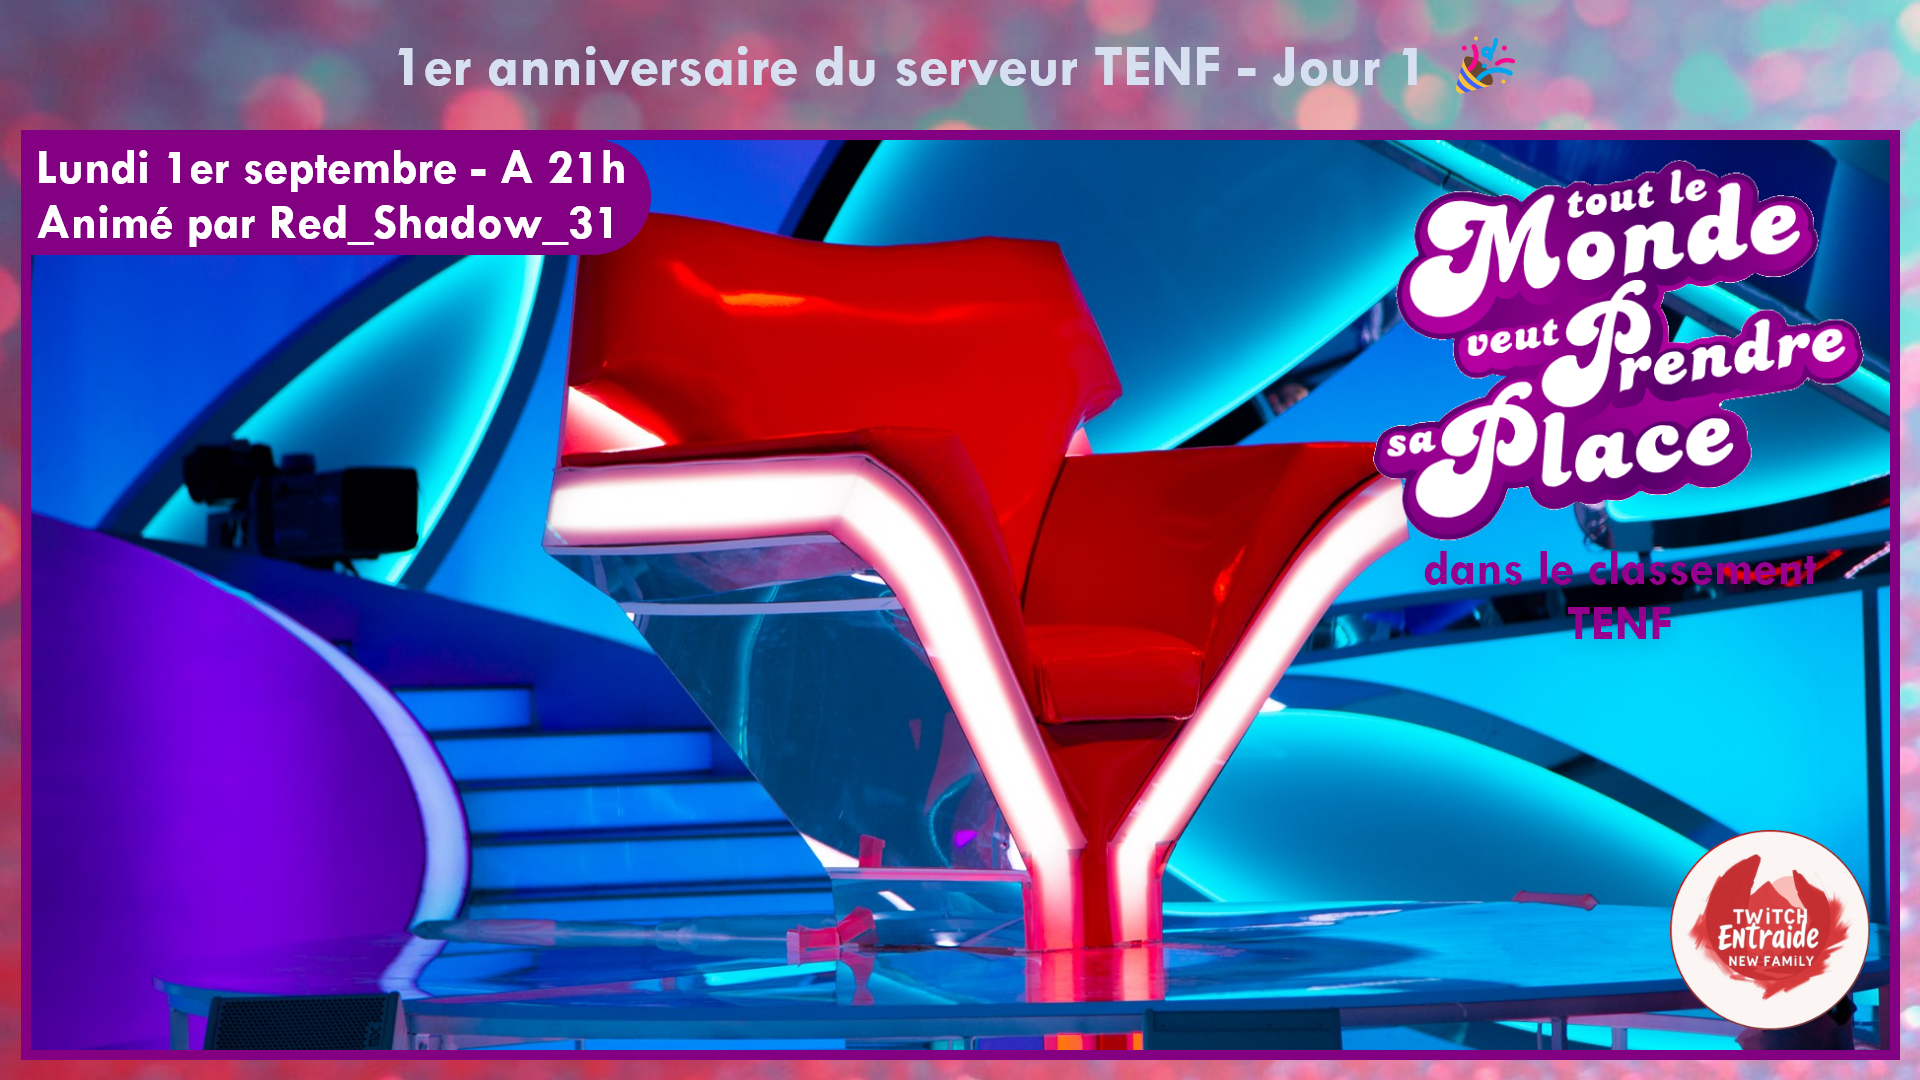 1er anniversaire du serveur TENF - Jour 1
Lundi 1er septembre - A 21h
Animé par Red_Shadow_31
tout le
Monde
veut Prendre
sa Place
dans le classement
TENF
TWiTCH
ENTraide
NEW FAMiLY